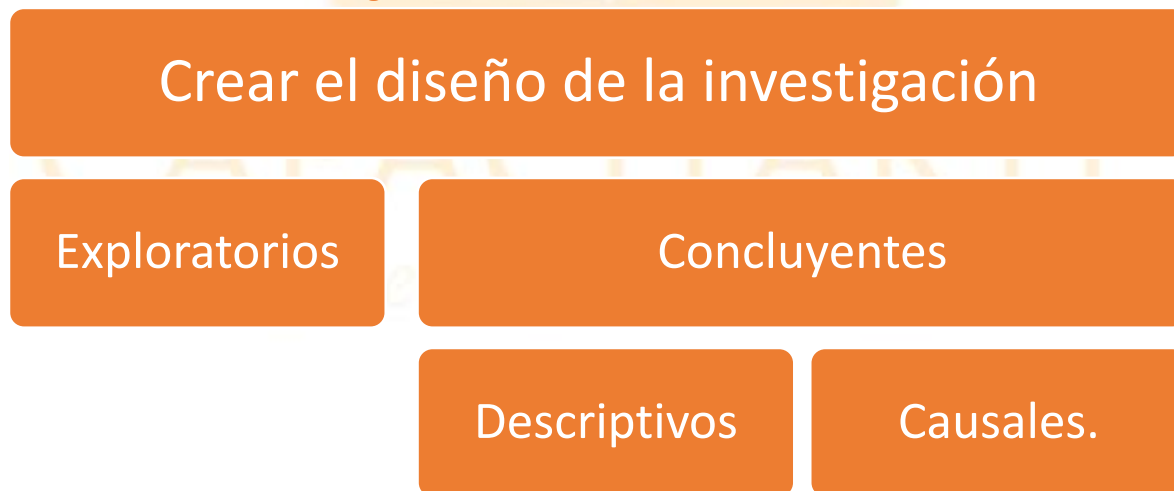 Crear el diseño de la investigación
Exploratorios
Concluyentes
Descriptivos
Causales.